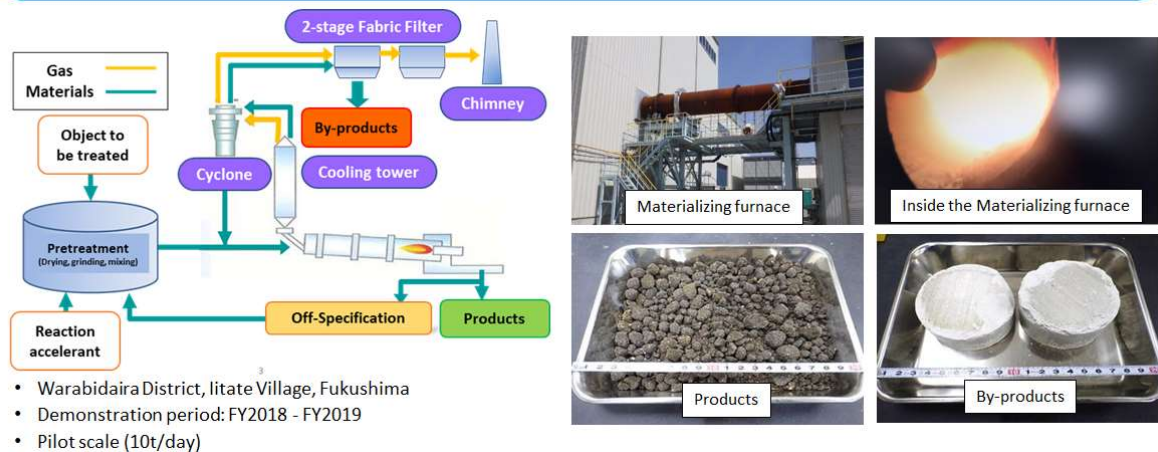 2-stage Fabric Filter
Gas
Materials
Chimney
Object to
be treated
By-products
Cyclone
Cooling tower
Pretreatment
(Drying, grinding, mixing)
Reaction
accelerant
Off-Specification
Products
3
• Warabidaira District, Iitate Village, Fukushima
• Demonstration period: FY2018 - FY2019
• Pilot scale (10t/day)
Materializing furnace
Inside the Materializing furnace
Products
By-products